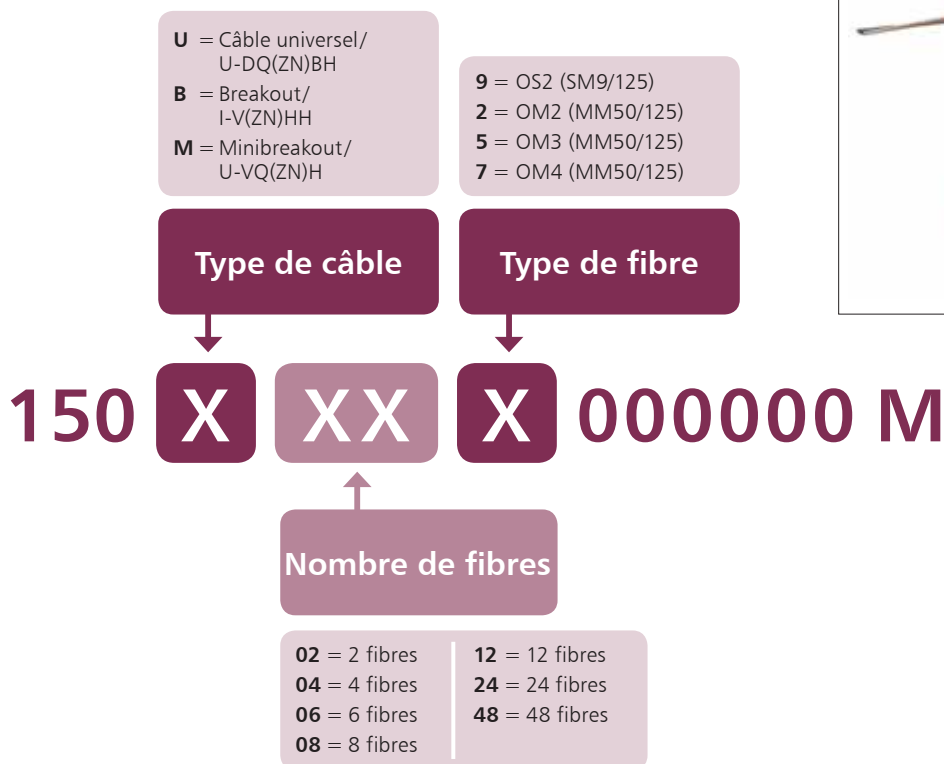 U = Câble universel/
U-DQ(ZN)BH
B = Breakout/
I-V(ZN)HH
M = Minibreakout/
U-VQ(ZN)H
9 = OS2 (SM9/125)
2 = OM2 (MM50/125)
5 = OM3 (MM50/125)
7 = OM4 (MM50/125)
Type de câble
Type de fibre
150 X XX X 000000 M
Nombre de fibres
02 = 2 fibres
04 = 4 fibres
06 = 6 fibres
08 = 8 fibres
12 = 12 fibres
24 = 24 fibres
48 = 48 fibres